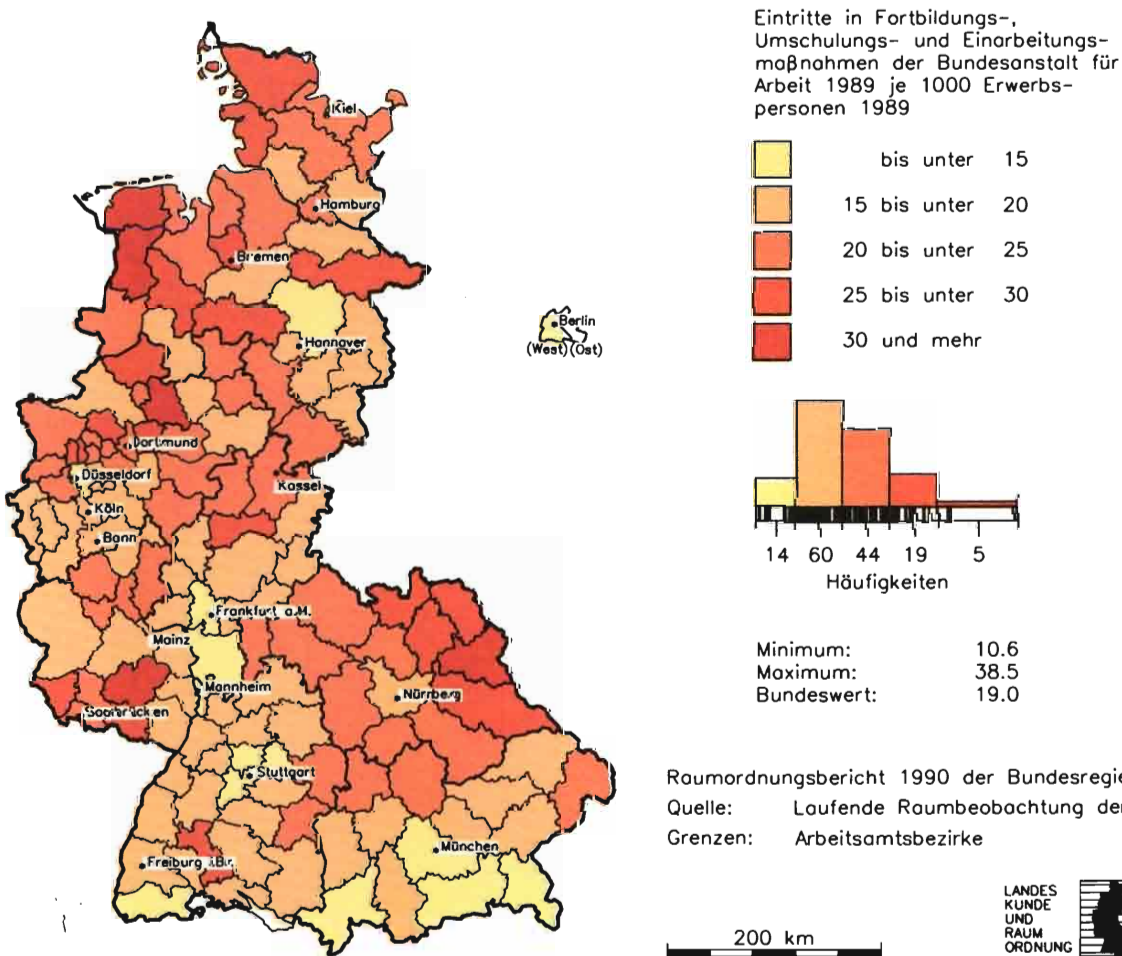 Eintritte in Fortbildungs-,
Umschulungs- und Einarbeitungs-
maßnahmen der Bundesanstalt für
Arbeit 1989 je 1000 Erwerbs-
personen 1989
bis unter 15
15 bis unter 20
20 bis unter 25
25 bis unter 30
30 und mehr
14 60 44 19 5
Häufigkeiten
Minimum: 10.6
Maximum: 38.5
Bundeswert: 19.0
Raumordnungsbericht 1990 der Bundesregie
Quelle: Laufende Raumbeobachtung der
Grenzen: Arbeitsamtsbezirke
200 km
LANDES
KUNDE
UND
RAUM
ORDNUNG
Kiel
Hamburg
Bremen
Berlin
(West) (Ost)
Hannover
Dortmund
Düsseldorf
Kassel
Köln
Bonn
Frankfurt a.M.
Mainz
Mannheim
Nürnberg
Saarbrücken
Stuttgart
München
Freiburg i.Br.